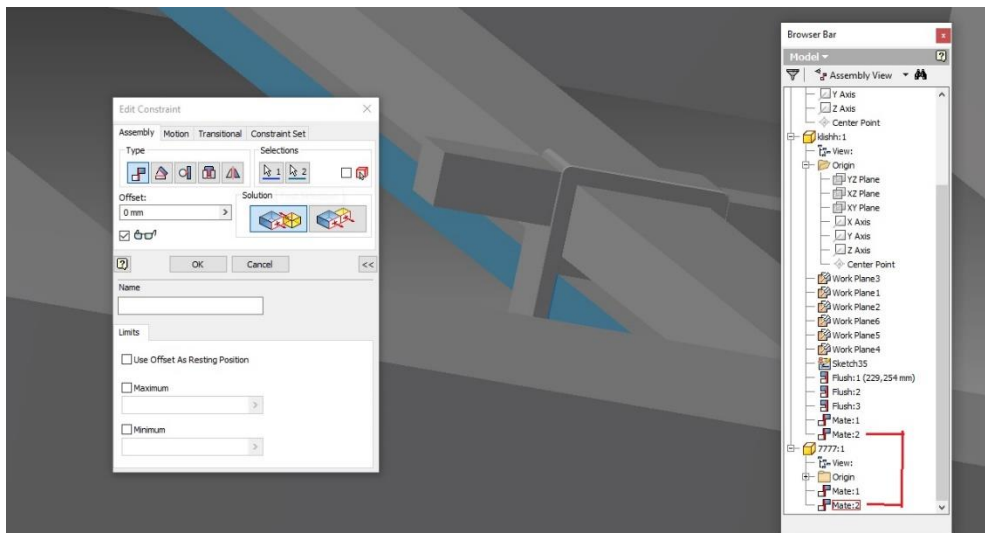 Edit Constraint
Assembly Motion Transitional Constraint Set
Type
Selections
1 2
Offset:
Solution
0 mm
OK Cancel <<
Name
Limits
Use Offset As Resting Position
Maximum
Minimum
Browser Bar
x
Model
Assembly View
Y Axis
Z Axis
Center Point
klishh:1
View:
Origin
YZ Plane
XZ Plane
XY Plane
X Axis
Y Axis
Z Axis
Center Point
Work Plane3
Work Plane1
Work Plane2
Work Plane6
Work Plane5
Work Plane4
Sketch35
Flush:1 (229,254 mm)
Flush:2
Flush:3
Mate:1
Mate:2
7777:1
View:
Origin
Mate:1
Mate:2